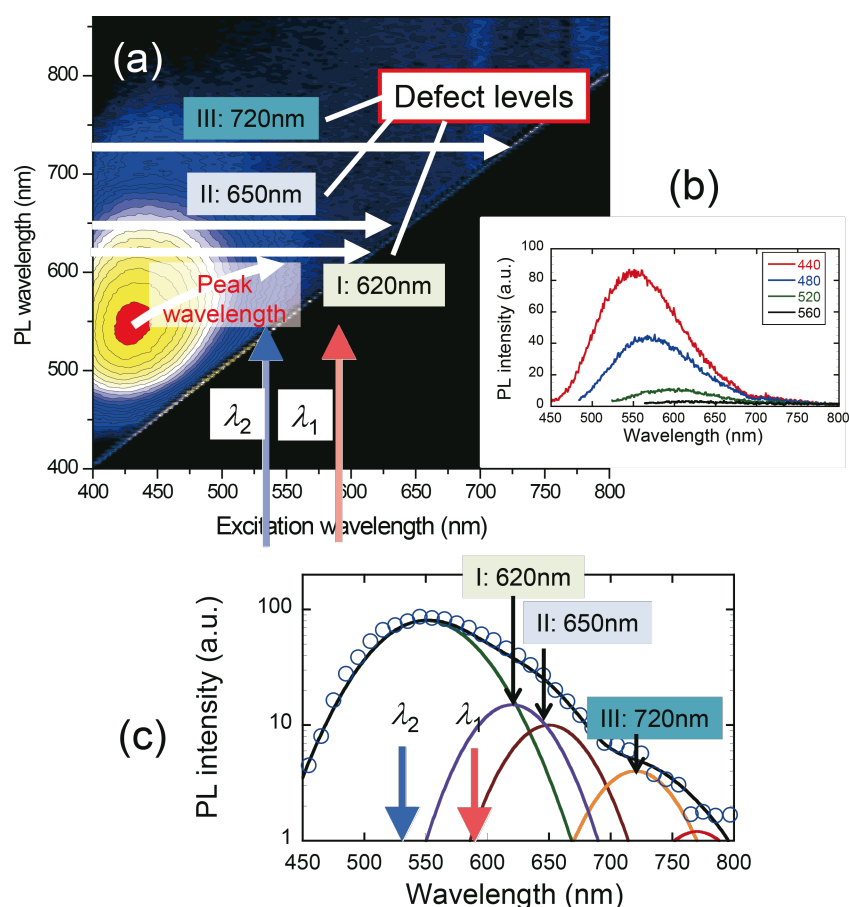 (a)
Defect levels
III: 720nm
II: 650nm
I: 620nm
Peak
wavelength
λ2
λ1
PL wavelength (nm)
800
700
600
500
400
400 450 500 550 600 650 700 750 800
Excitation wavelength (nm)
(b)
PL intensity (a.u.)
100
80
60
40
20
0
440
480
520
560
450 500 550 600 650 700 750 800
Wavelength (nm)
(c)
PL intensity (a.u.)
100
10
1
I: 620nm
II: 650nm
III: 720nm
λ2
λ1
450 500 550 600 650 700 750 800
Wavelength (nm)